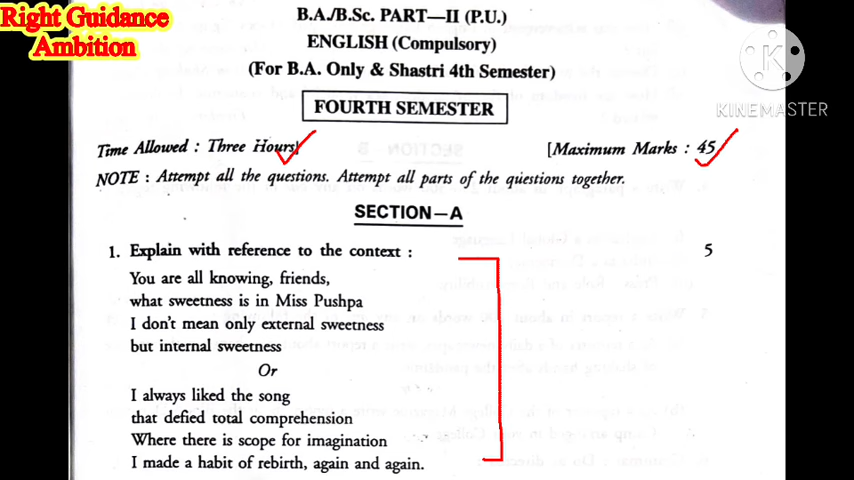 Right Guidance
Ambition
B.A./B.Sc. PART—II (P.U.)
ENGLISH (Compulsory)
(For B.A. Only & Shastri 4th Semester)
FOURTH SEMESTER
KINEMASTER
Time Allowed : Three Hours] [Maximum Marks : 45
NOTE : Attempt all the questions. Attempt all parts of the questions together.
SECTION—A
1. Explain with reference to the context : 5
You are all knowing, friends,
what sweetness is in Miss Pushpa
I don't mean only external sweetness
but internal sweetness
Or
I always liked the song
that defied total comprehension
Where there is scope for imagination
I made a habit of rebirth, again and again.